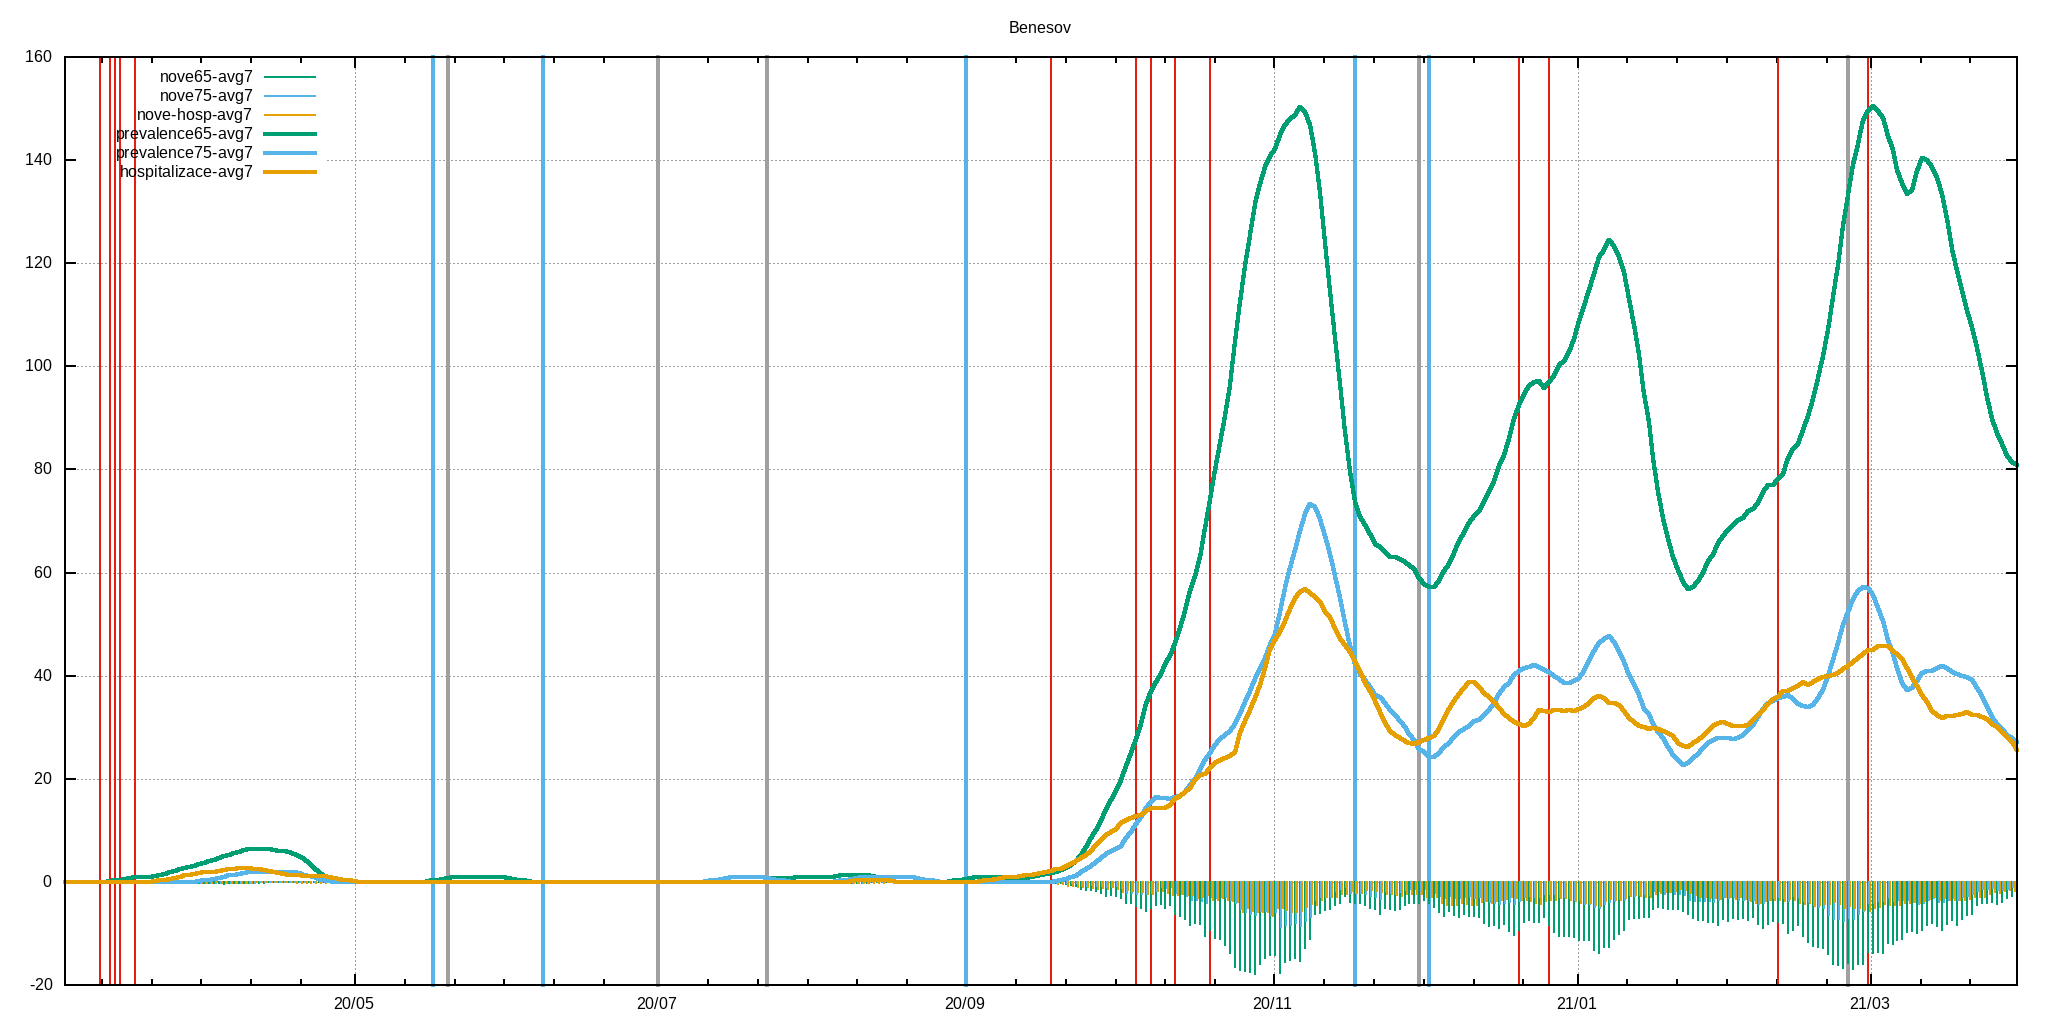 Benesov
160
140
120
100
80
60
40
20
0
-20
nove65-avg7
nove75-avg7
nove-hosp-avg7
prevalence65-avg7
prevalence75-avg7
hospitalizace-avg7
20/05 20/07 20/09 20/11 21/01 21/03